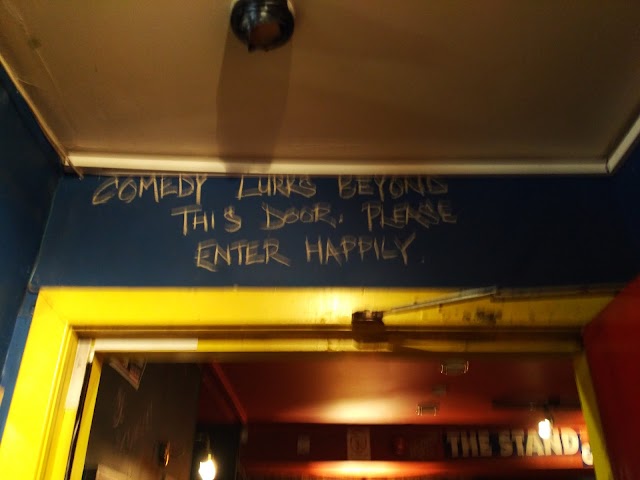 COMEDY LURKS BEYOND
THIS DOOR. PLEASE
ENTER HAPPILY.
THE STAND